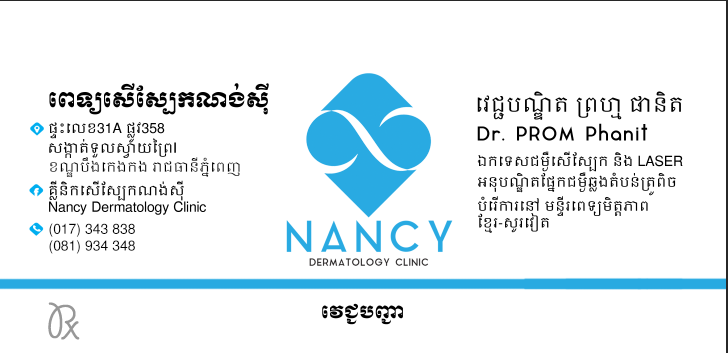 ពេទ្យសើស្បែកណង់ស៊ី
ផ្ទះលេខ31A ផ្លូវ358
សង្កាត់ទួលស្វាយព្រៃI
ខណ្ឌបឹងកេងកង រាជធានីភ្នំពេញ
គ្លីនិកសើស្បែកណង់ស៊ី
Nancy Dermatology Clinic
(017) 343 838
(081) 934 348
NANCY
DERMATOLOGY CLINIC
វេជ្ជបណ្ឌិត ព្រហ្ម ផានិត
Dr. PROM Phanit
ឯកទេសជម្ងឺសើស្បែក និង LASER
អនុបណ្ឌិតផ្នែកជម្ងឺឆ្លងតំបន់ត្រូពិច
បំរើការនៅ មន្ទីរពេទ្យមិត្តភាព
ខ្មែរ-សូរវៀត
Rx
វេជ្ជបញ្ជា